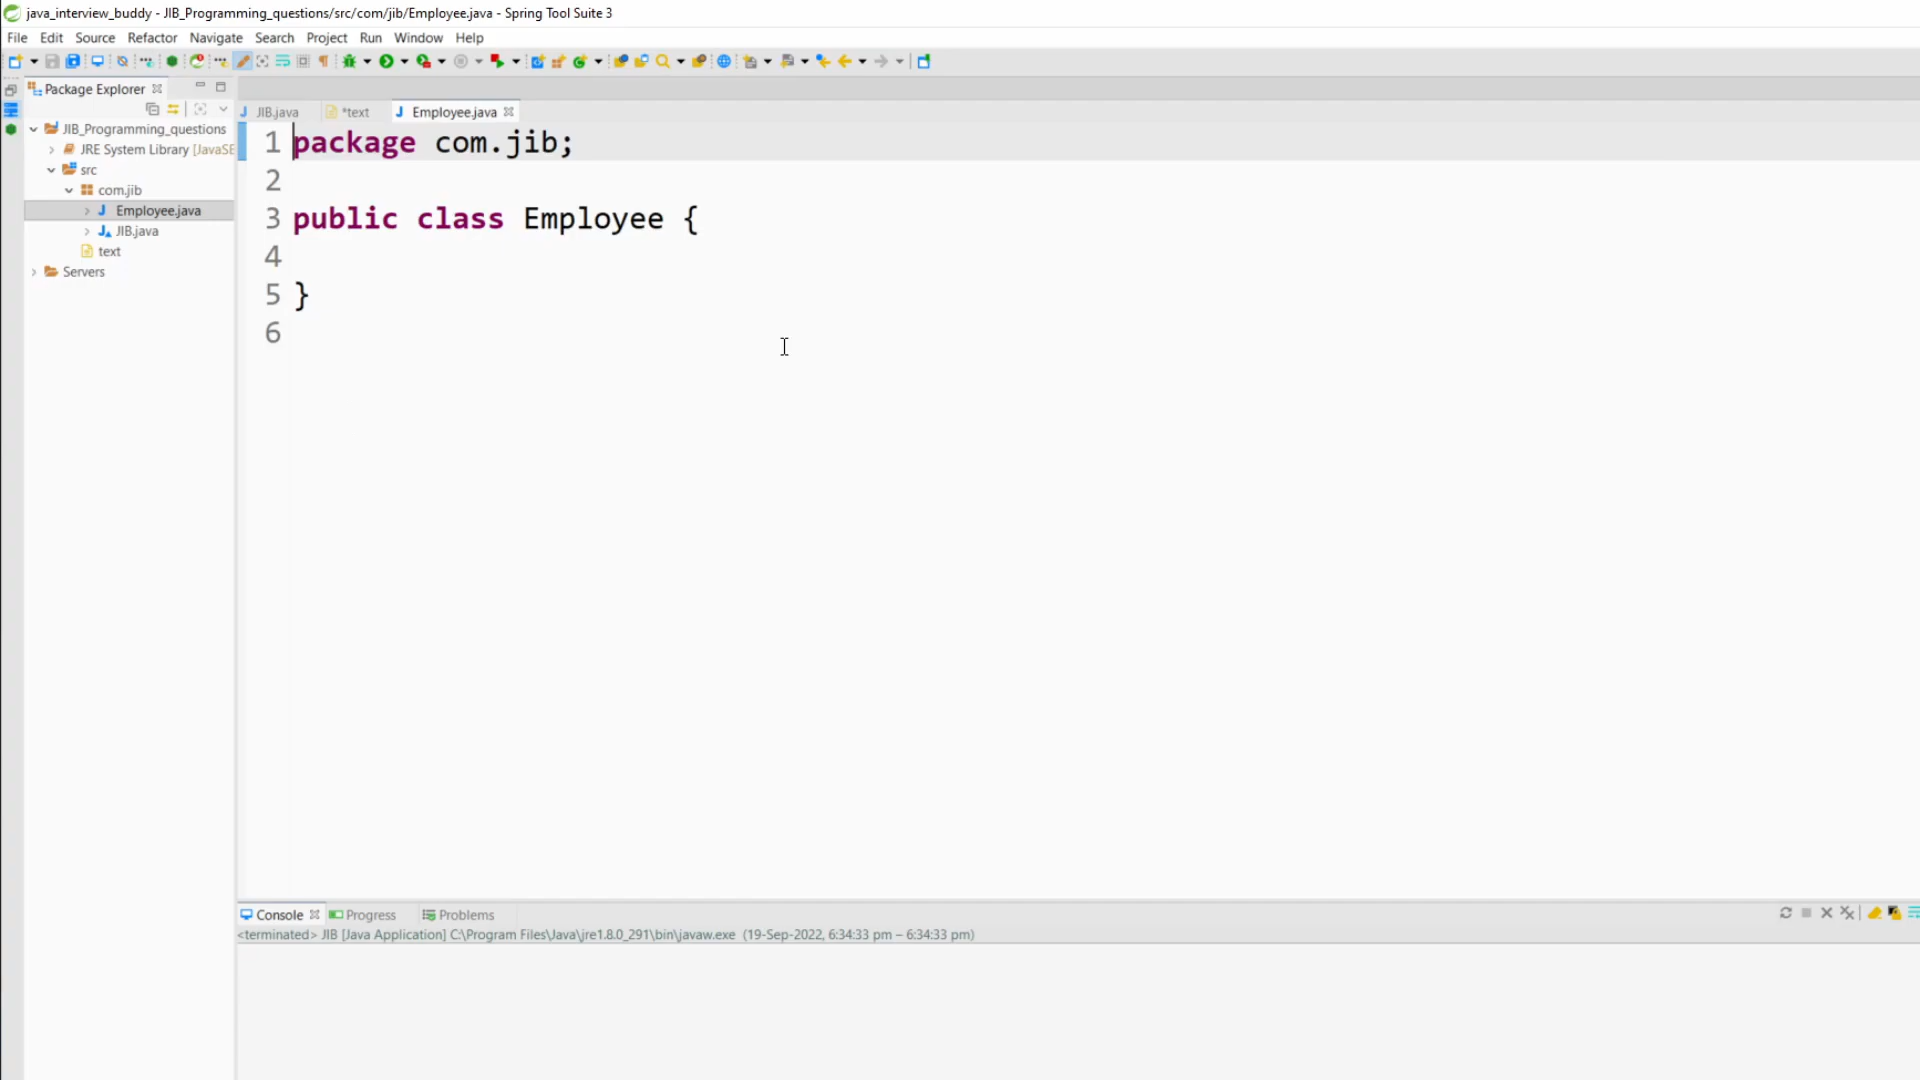 java_interview_buddy - JIB_Programming_questions/src/com/jib/Employee.java - Spring Tool Suite 3
File Edit Source Refactor Navigate Search Project Run Window Help
Package Explorer
JIB.java *text Employee.java
JIB_Programming_questions
JRE System Library [JavaSE
src
com.jib
Employee.java
JIB.java
text
Servers
1 package com.jib;
2
3 public class Employee {
4
5 }
6
Console Progress Problems
<terminated> JIB [Java Application] C:\Program Files\Java\jre1.8.0_291\bin\javaw.exe (19-Sep-2022, 6:34:33 pm – 6:34:33 pm)